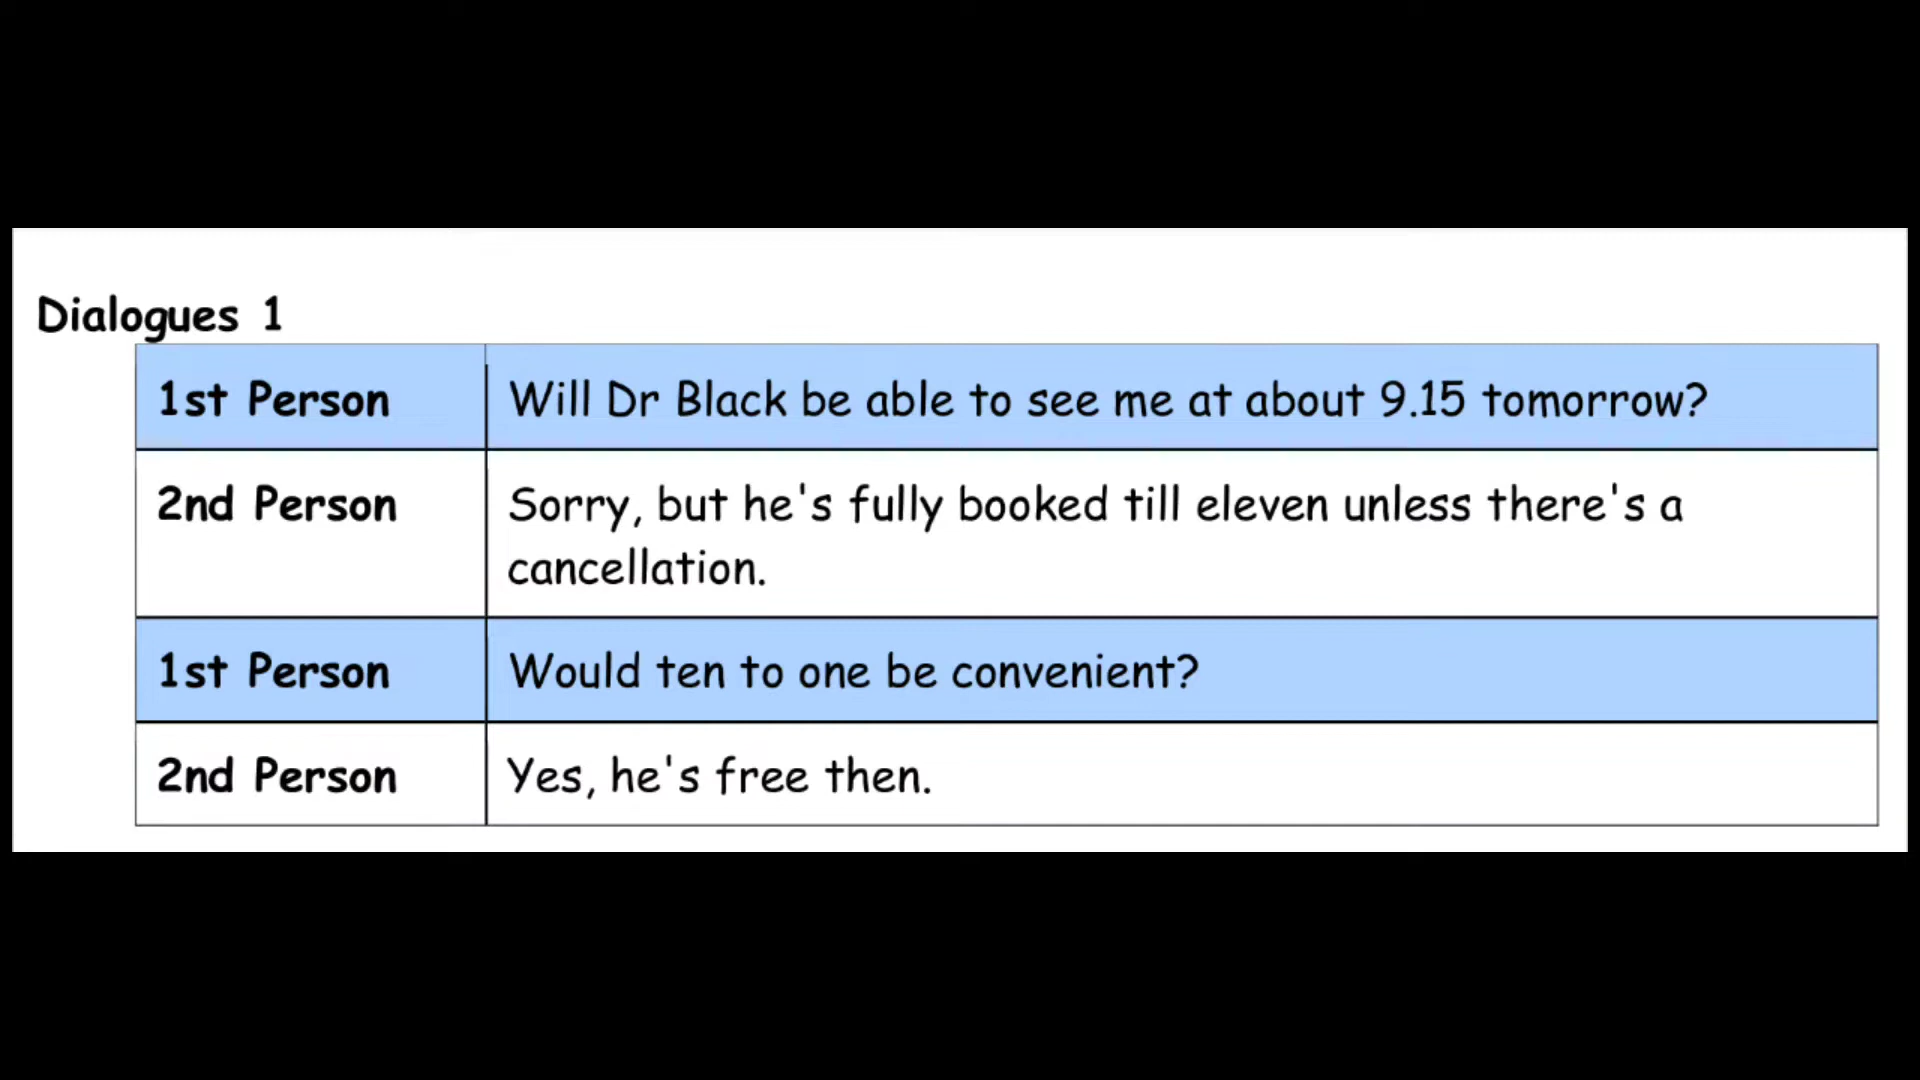 Dialogues 1
1st Person Will Dr Black be able to see me at about 9.15 tomorrow?
2nd Person Sorry, but he's fully booked till eleven unless there's a
cancellation.
1st Person Would ten to one be convenient?
2nd Person Yes, he's free then.